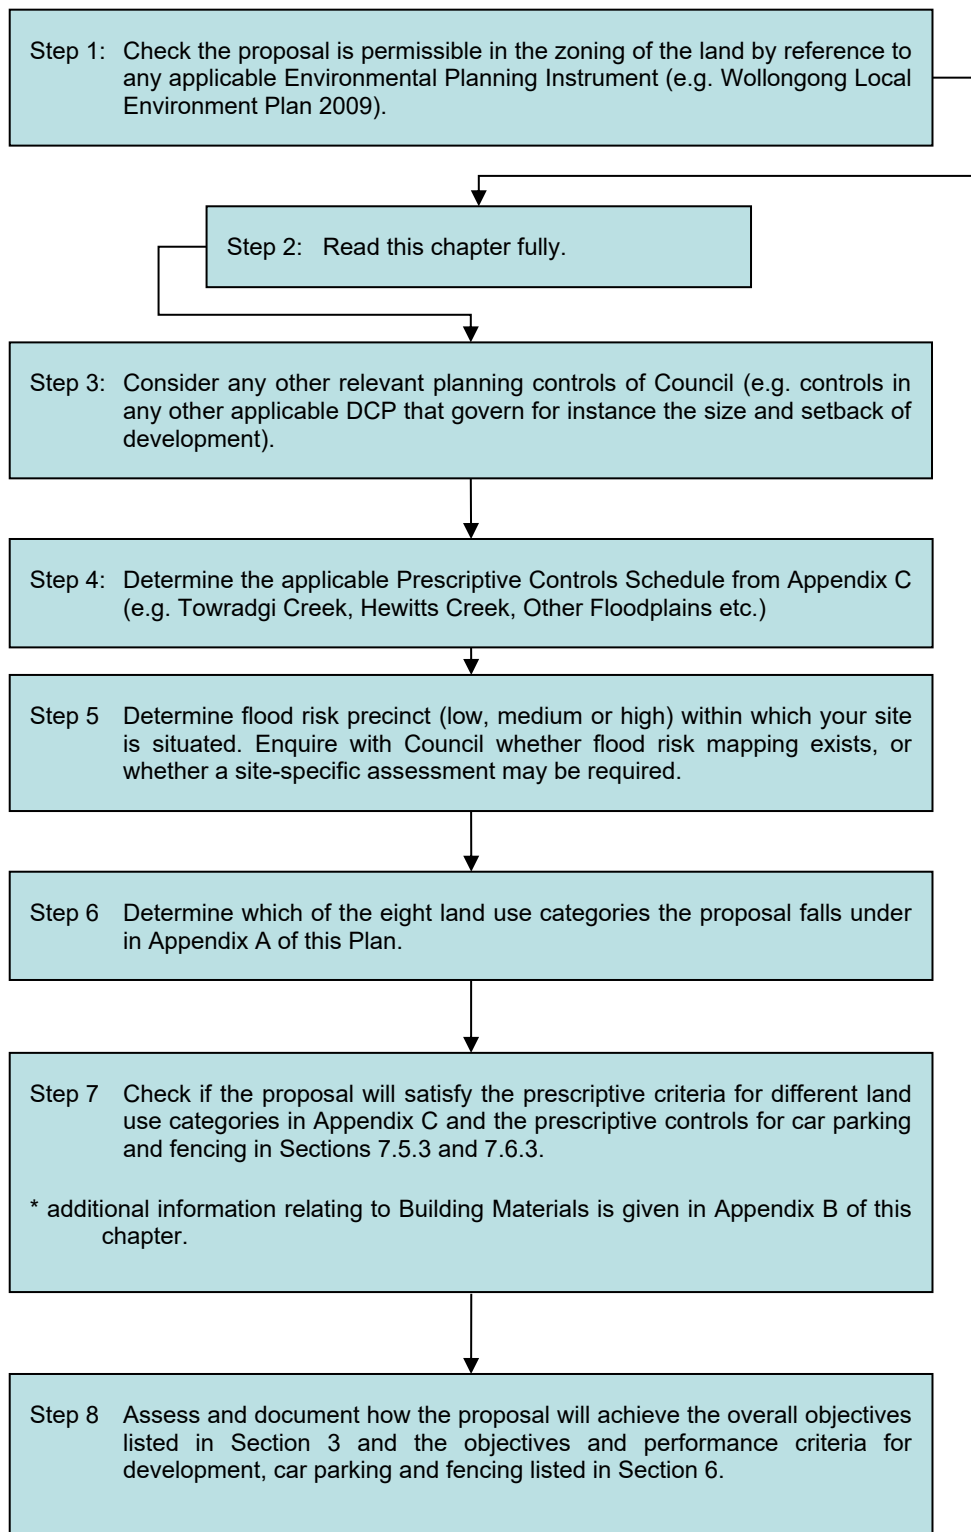 Step 1: Check the proposal is permissible in the zoning of the land by reference to
any applicable Environmental Planning Instrument (e.g. Wollongong Local
Environment Plan 2009).
Step 2: Read this chapter fully.
Step 3: Consider any other relevant planning controls of Council (e.g. controls in
any other applicable DCP that govern for instance the size and setback of
development).
Step 4: Determine the applicable Prescriptive Controls Schedule from Appendix C
(e.g. Towradgi Creek, Hewitts Creek, Other Floodplains etc.)
Step 5 Determine flood risk precinct (low, medium or high) within which your site
is situated. Enquire with Council whether flood risk mapping exists, or
whether a site-specific assessment may be required.
Step 6 Determine which of the eight land use categories the proposal falls under
in Appendix A of this Plan.
Step 7 Check if the proposal will satisfy the prescriptive criteria for different land
use categories in Appendix C and the prescriptive controls for car parking
and fencing in Sections 7.5.3 and 7.6.3.
* additional information relating to Building Materials is given in Appendix B of this
chapter.
Step 8 Assess and document how the proposal will achieve the overall objectives
listed in Section 3 and the objectives and performance criteria for
development, car parking and fencing listed in Section 6.